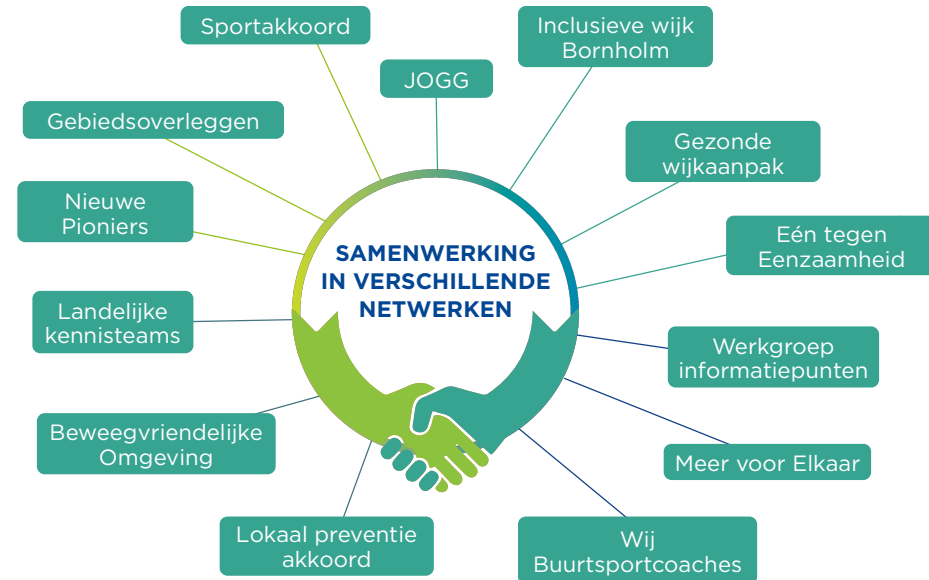 Sportakkoord
JOGG
Inclusieve wijk
Bornholm
Gebiedsoverleggen
Gezonde
wijkaanpak
Nieuwe
Pioniers
SAMENWERKING
IN VERSCHILLENDE
NETWERKEN
Eén tegen
Eenzaamheid
Landelijke
kennisteams
Werkgroep
informatiepunten
Beweegvriendelijke
Omgeving
Meer voor Elkaar
Lokaal preventie
akkoord
Wij
Buurtsportcoaches